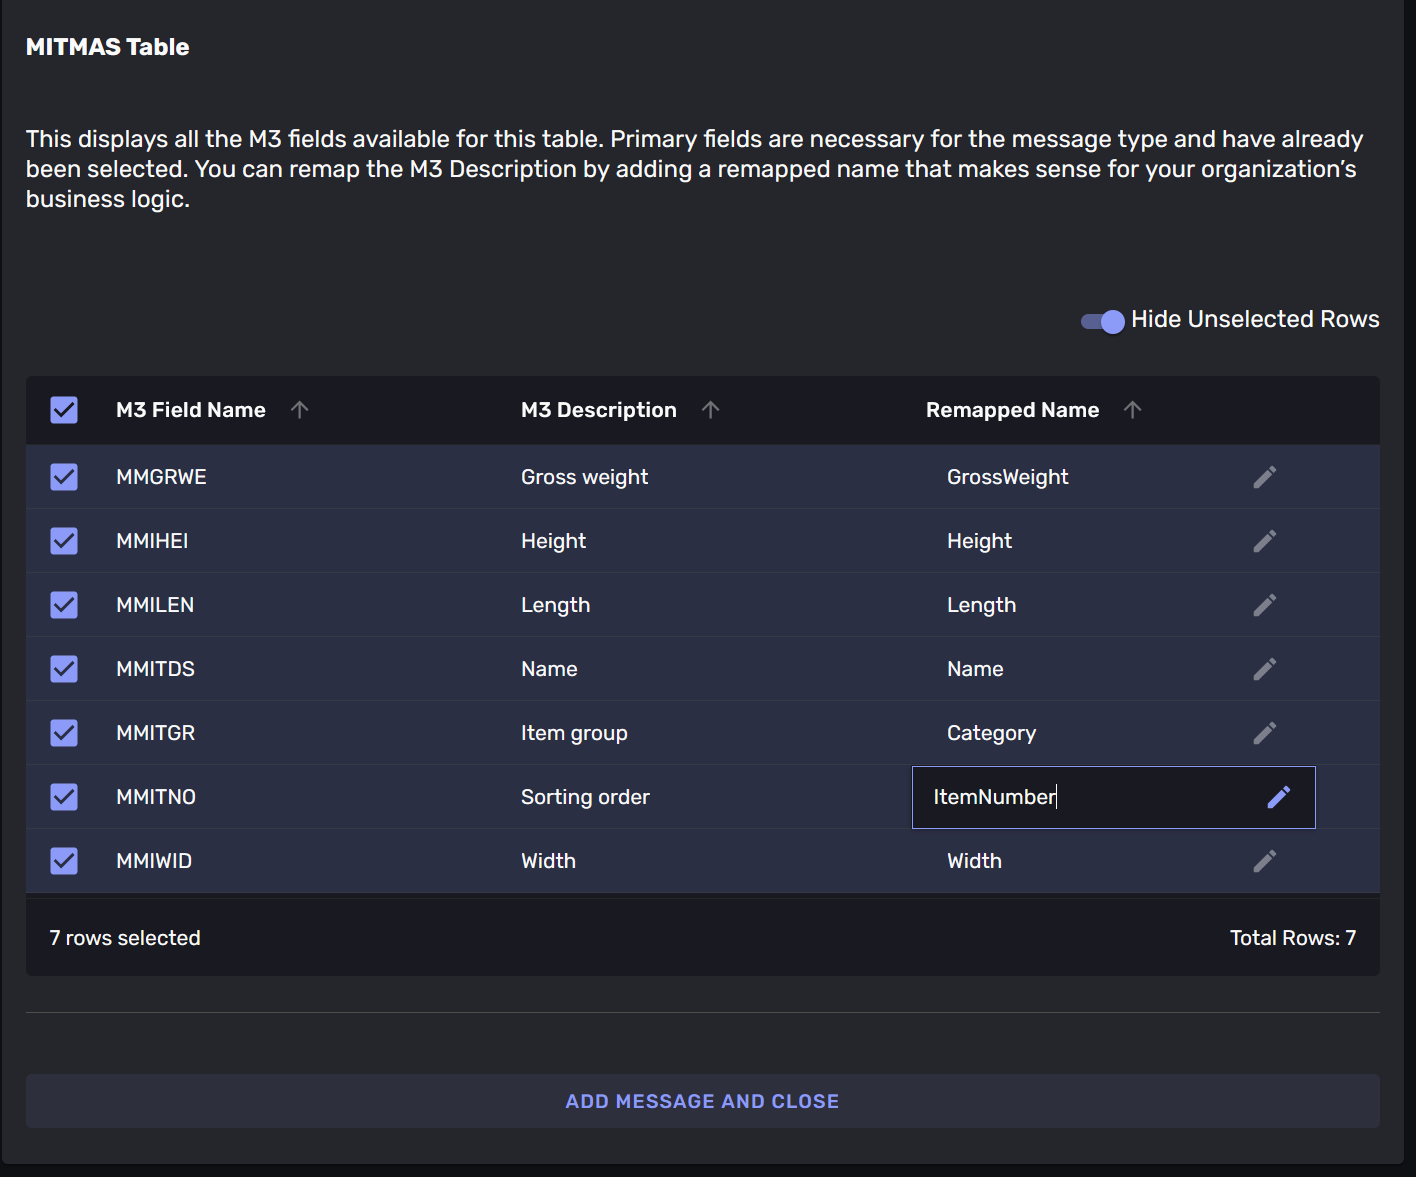 MITMAS Table
This displays all the M3 fields available for this table. Primary fields are necessary for the message type and have already
been selected. You can remap the M3 Description by adding a remapped name that makes sense for your organization’s
business logic.
Hide Unselected Rows
M3 Field Name M3 Description Remapped Name
MMGRWE Gross weight GrossWeight
MMIHEI Height Height
MMILEN Length Length
MMITDS Name Name
MMITGR Item group Category
MMITNO Sorting order ItemNumber
MMIWID Width Width
7 rows selected Total Rows: 7
ADD MESSAGE AND CLOSE